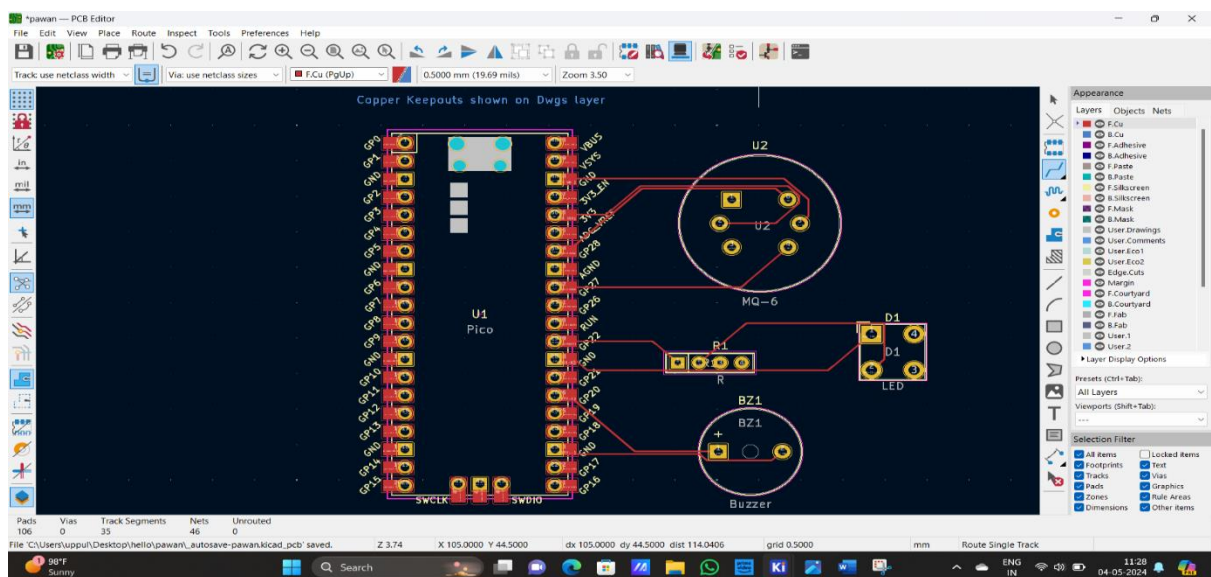 *pawan — PCB Editor
File Edit View Place Route Inspect Tools Preferences Help
Track: use netclass width Via: use netclass sizes F.Cu (PgUp) 0.5000 mm (19.69 mils) Zoom 3.50
Copper Keepouts shown on Dwgs layer
in
mil
mm
GP0
GP1
GND
GP2
GP3
GP4
GP5
GND
GP6
GP7
GP8
GP9
GND
GP10
GP11
GP12
GP13
GND
GP14
GP15
VBUS
VSYS
GND
3V3_EN
3V3
ADC_VREF
GP28
AGND
GP27
GP26
RUN
GP22
GND
GP21
GP20
GP19
GP18
GND
GP17
GP16
U1
Pico
SWCLK SWDIO
U2
U2
MQ-6
R1
R
D1
4
D1
3
LED
BZ1
BZ1
+
Buzzer
Appearance
Layers Objects Nets
F.Cu
B.Cu
F.Adhesive
B.Adhesive
F.Paste
B.Paste
F.Silkscreen
B.Silkscreen
F.Mask
B.Mask
User.Drawings
User.Comments
User.Eco1
User.Eco2
Edge.Cuts
Margin
F.Courtyard
B.Courtyard
F.Fab
B.Fab
User.1
User.2
Layer Display Options
Presets (Ctrl+Tab):
All Layers
Viewports (Shift+Tab):
---
Selection Filter
All items Locked items
Footprints Text
Tracks Vias
Pads Graphics
Zones Rule Areas
Dimensions Other items
Pads Vias Track Segments Nets Unrouted
106 0 35 46 0
File 'C:\Users\uppul\Desktop\hello\pawan\_autosave-pawan.kicad_pcb' saved. Z 3.74 X 105.0000 Y 44.5000 dx 105.0000 dy 44.5000 dist 114.0406 grid 0.5000 mm Route Single Track
1 98°F
Sunny
Search
Ki
ENG
IN
11:28
04-05-2024